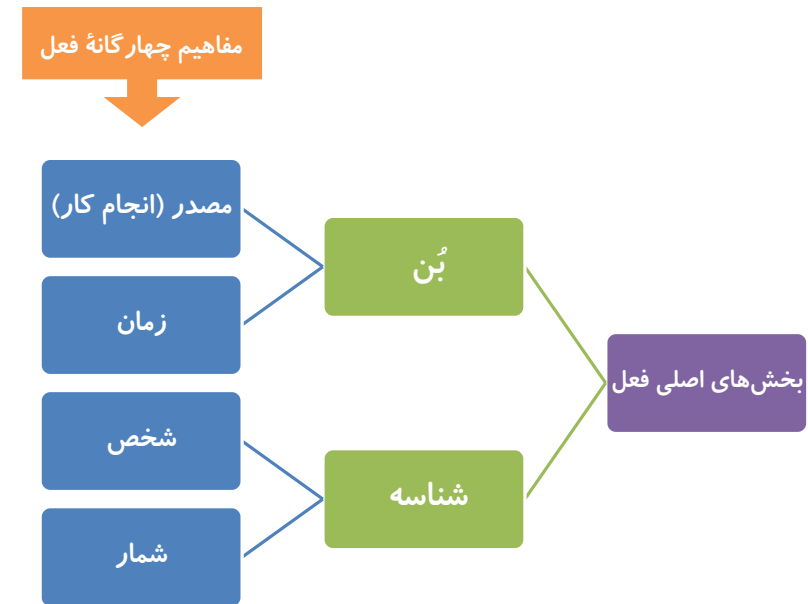 مفاهیم چهارگانهٔ فعل
بخش‌های اصلی فعل
بُن
مصدر (انجام کار)
زمان
شناسه
شخص
شمار